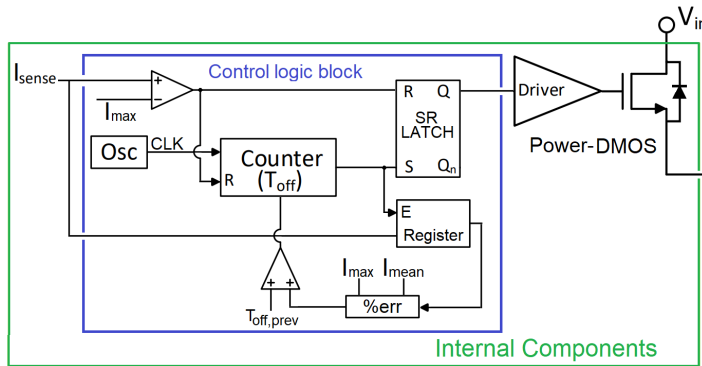 Vin
Isense
Control logic block
+
−
Imax
R Q
SR
LATCH
S Qn
Driver
Power-DMOS
Osc
CLK
Counter
(Toff)
R
E
Register
Imax Imean
+ +
%err
Toff,prev
Internal Components